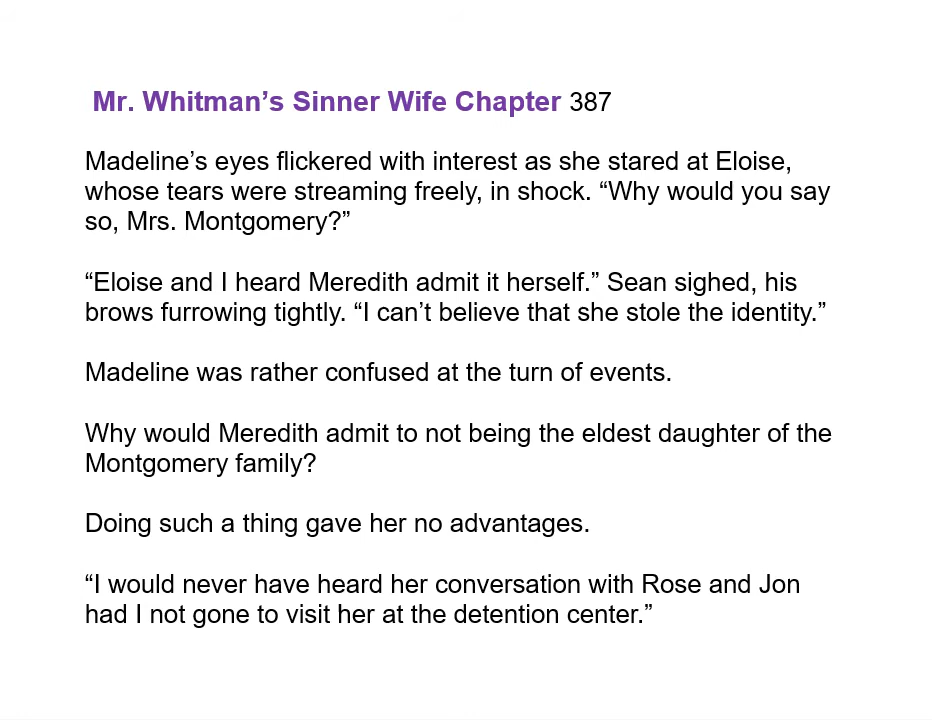 Mr. Whitman’s Sinner Wife Chapter 387
Madeline’s eyes flickered with interest as she stared at Eloise,
whose tears were streaming freely, in shock. “Why would you say
so, Mrs. Montgomery?”
“Eloise and I heard Meredith admit it herself.” Sean sighed, his
brows furrowing tightly. “I can’t believe that she stole the identity.”
Madeline was rather confused at the turn of events.
Why would Meredith admit to not being the eldest daughter of the
Montgomery family?
Doing such a thing gave her no advantages.
“I would never have heard her conversation with Rose and Jon
had I not gone to visit her at the detention center.”